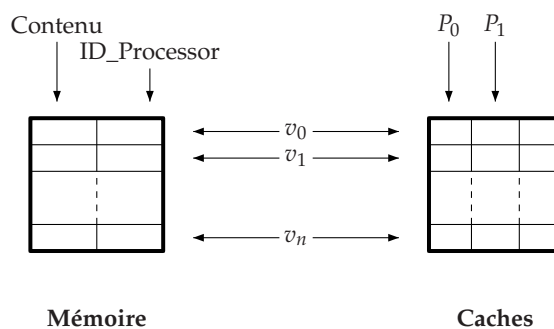 Contenu
ID_Processor
P0 P1
v0
v1
vn
Mémoire Caches